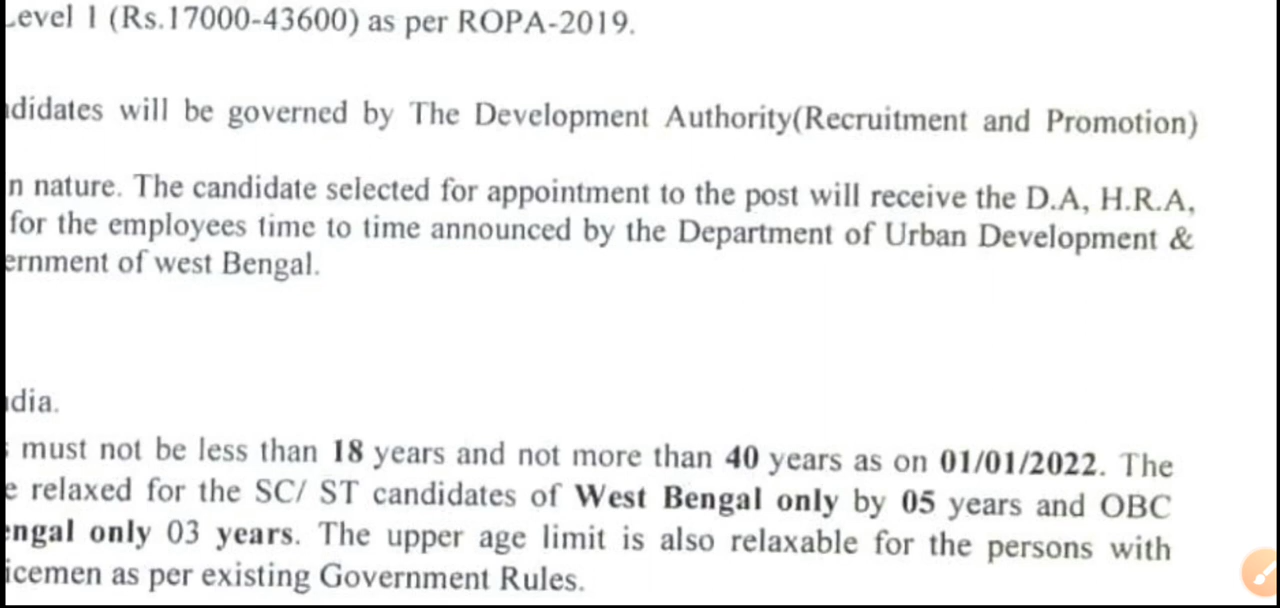 Level 1 (Rs.17000-43600) as per ROPA-2019.
didates will be governed by The Development Authority(Recruitment and Promotion)
n nature. The candidate selected for appointment to the post will receive the D.A, H.R.A,
for the employees time to time announced by the Department of Urban Development &
ernment of west Bengal.
dia.
must not be less than 18 years and not more than 40 years as on 01/01/2022. The
e relaxed for the SC/ ST candidates of West Bengal only by 05 years and OBC
engal only 03 years. The upper age limit is also relaxable for the persons with
icemen as per existing Government Rules.